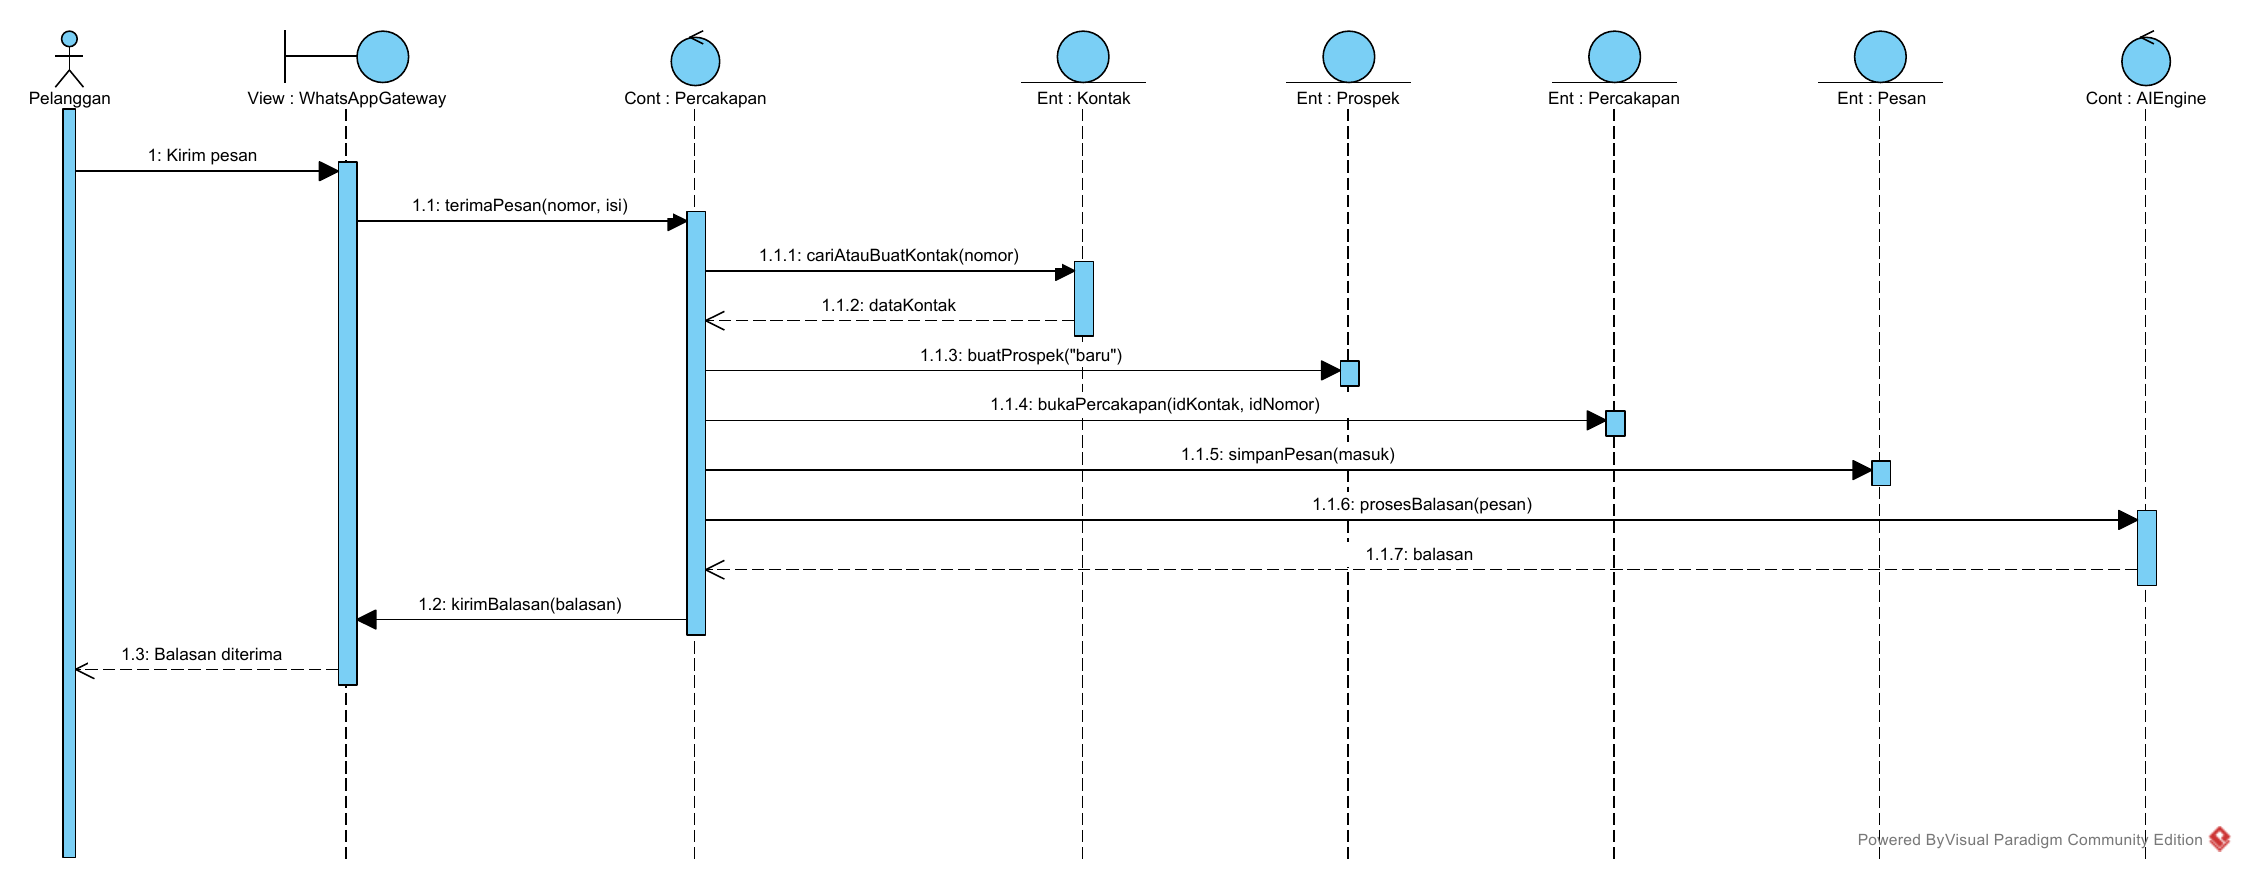 Pelanggan
View : WhatsAppGateway
Cont : Percakapan
Ent : Kontak
Ent : Prospek
Ent : Percakapan
Ent : Pesan
Cont : AIEngine
1: Kirim pesan
1.1: terimaPesan(nomor, isi)
1.1.1: cariAtauBuatKontak(nomor)
1.1.2: dataKontak
1.1.3: buatProspek("baru")
1.1.4: bukaPercakapan(idKontak, idNomor)
1.1.5: simpanPesan(masuk)
1.1.6: prosesBalasan(pesan)
1.1.7: balasan
1.2: kirimBalasan(balasan)
1.3: Balasan diterima
Powered ByVisual Paradigm Community Edition